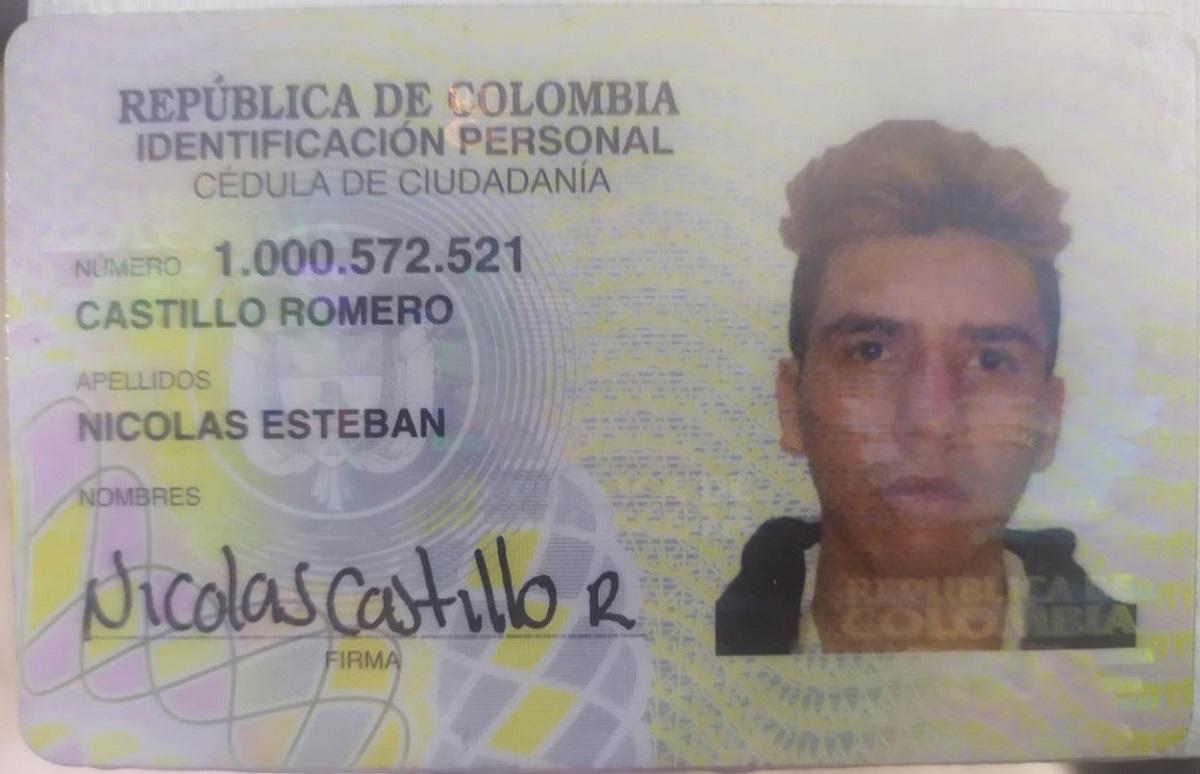 REPÚBLICA DE COLOMBIA
IDENTIFICACIÓN PERSONAL
CÉDULA DE CIUDADANÍA
NÚMERO 1.000.572.521
CASTILLO ROMERO
APELLIDOS
NICOLAS ESTEBAN
NOMBRES
Nicolas Castillo R
FIRMA
REPUBLICA DE
COLOMBIA